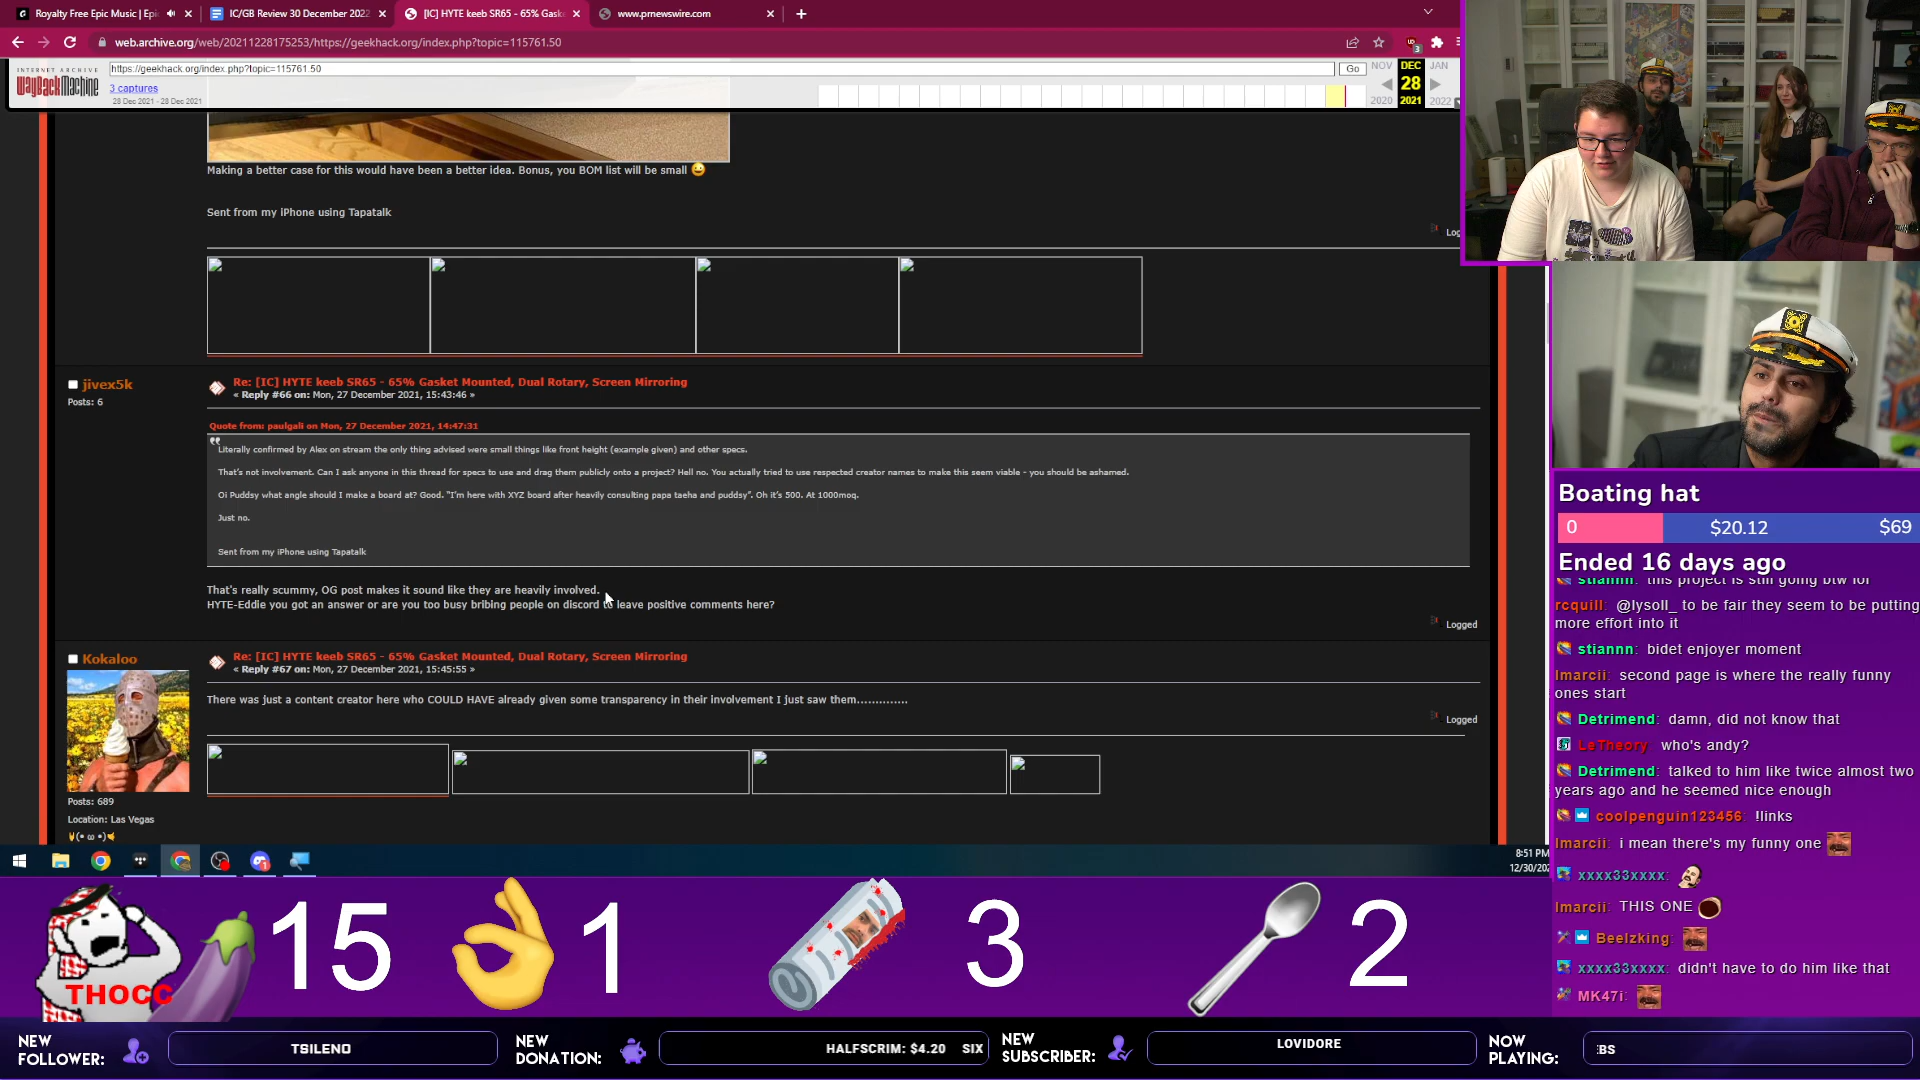 Royalty Free Epic Music | Epi
IC/GB Review 30 December 2022
[IC] HYTE keeb SR65 - 65% Gask
www.prnewswire.com
web.archive.org/web/20211228175253/https://geekhack.org/index.php?topic=115761.50
3
INTERNET ARCHIVE
WayBackMachine
https://geekhack.org/index.php?topic=115761.50
Go
3 captures
28 Dec 2021 - 28 Dec 2021
NOV
DEC
JAN
28
2020
2021
2022
Making a better case for this would have been a better idea. Bonus, you BOM list will be small
Sent from my iPhone using Tapatalk
Log
jivex5k
Posts: 6
Re: [IC] HYTE keeb SR65 - 65% Gasket Mounted, Dual Rotary, Screen Mirroring
« Reply #66 on: Mon, 27 December 2021, 15:43:46 »
Quote from: paulgali on Mon, 27 December 2021, 14:47:31
Literally confirmed by Alex on stream the only thing advised were small things like front height (example given) and other specs.
That's not involvement. Can I ask anyone in this thread for specs to use and drag them publicly onto a project? Hell no. You actually tried to use respected creator names to make this seem viable - you should be ashamed.
Oi Puddsy what angle should I make a board at? Good. "I'm here with XYZ board after heavily consulting papa taeha and puddsy". Oh it's 500. At 1000moq.
Just no.
Sent from my iPhone using Tapatalk
That's really scummy, OG post makes it sound like they are heavily involved.
HYTE-Eddie you got an answer or are you too busy bribing people on discord to leave positive comments here?
Logged
Kokaloo
Posts: 689
Location: Las Vegas
Re: [IC] HYTE keeb SR65 - 65% Gasket Mounted, Dual Rotary, Screen Mirroring
« Reply #67 on: Mon, 27 December 2021, 15:45:55 »
There was just a content creator here who COULD HAVE already given some transparency in their involvement I just saw them..............
Logged
8:51 PM
12/30/202
Boating hat
0
$20.12
$69
Ended 16 days ago
stiannn: this project is still going btw lol
rcquill: @lysoll_ to be fair they seem to be putting
more effort into it
stiannn: bidet enjoyer moment
lmarcii: second page is where the really funny
ones start
Detrimend: damn, did not know that
LeTheory: who's andy?
Detrimend: talked to him like twice almost two
years ago and he seemed nice enough
coolpenguin123456: !links
lmarcii: i mean there's my funny one
xxxx33xxxx:
lmarcii: THIS ONE
Beelzking:
xxxx33xxxx: didn't have to do him like that
MK47i:
THOCC
15
1
3
2
NEW
FOLLOWER:
TSILENO
NEW
DONATION:
HALFSCRIM: $4.20 SIX
NEW
SUBSCRIBER:
LOVIDORE
NOW
PLAYING:
EBS